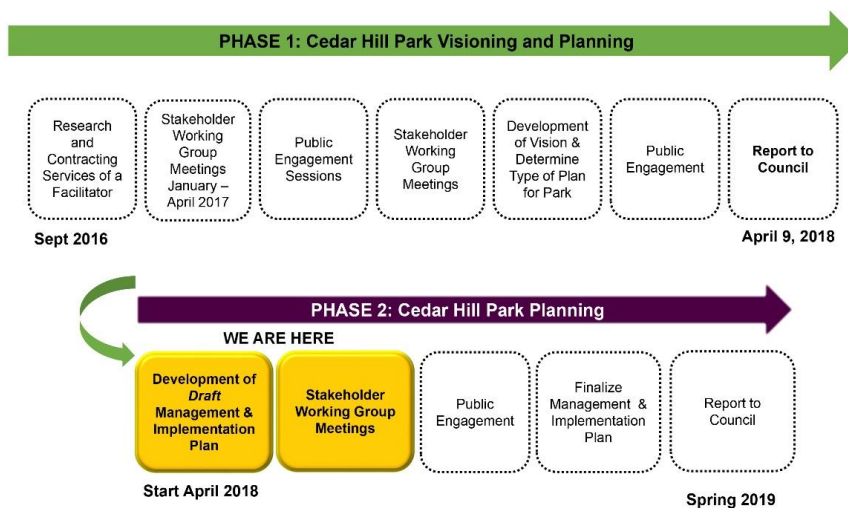 PHASE 1: Cedar Hill Park Visioning and Planning
Research
and
Contracting
Services of a
Facilitator
Stakeholder
Working
Group
Meetings
January –
April 2017
Public
Engagement
Sessions
Stakeholder
Working
Group
Meetings
Development
of Vision &
Determine
Type of Plan
for Park
Public
Engagement
Report to
Council
Sept 2016
April 9, 2018
PHASE 2: Cedar Hill Park Planning
WE ARE HERE
Development of
Draft
Management &
Implementation
Plan
Stakeholder
Working Group
Meetings
Public
Engagement
Finalize
Management &
Implementation
Plan
Report to
Council
Start April 2018
Spring 2019